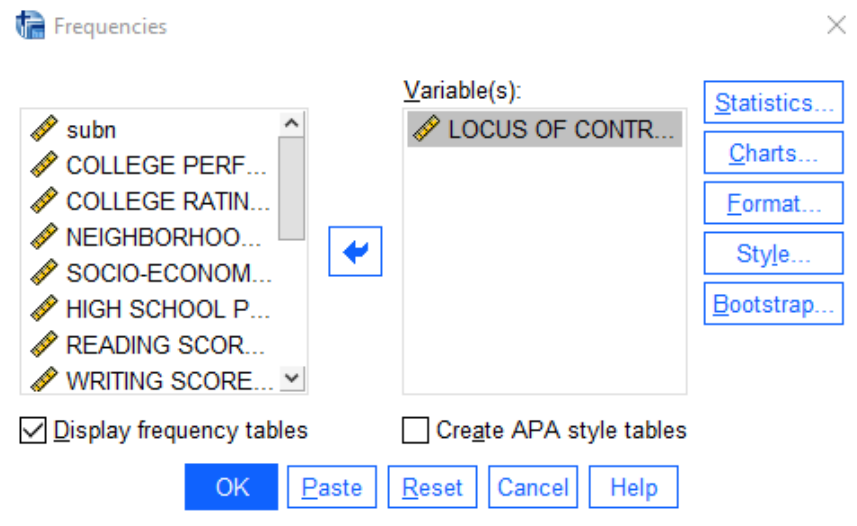 Frequencies
Variable(s):
subn
COLLEGE PERF...
COLLEGE RATIN...
NEIGHBORHOO...
SOCIO-ECONOM...
HIGH SCHOOL P...
READING SCOR...
WRITING SCORE...
LOCUS OF CONTR...
Statistics...
Charts...
Format...
Style...
Bootstrap...
Display frequency tables
Create APA style tables
OK
Paste
Reset
Cancel
Help